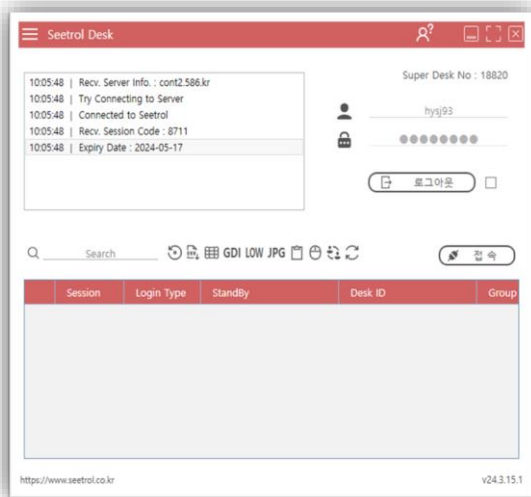 Seetrol Desk
10:05:48 | Recv. Server Info. : cont2.586.kr
10:05:48 | Try Connecting to Server
10:05:48 | Connected to Seetrol
10:05:48 | Recv. Session Code : 8711
10:05:48 | Expiry Date : 2024-05-17
Super Desk No : 18820
hysj93
로그아웃
Search GDI LOW JPG 접속
Session Login Type StandBy Desk ID Group
https://www.seetrol.co.kr v24.3.15.1